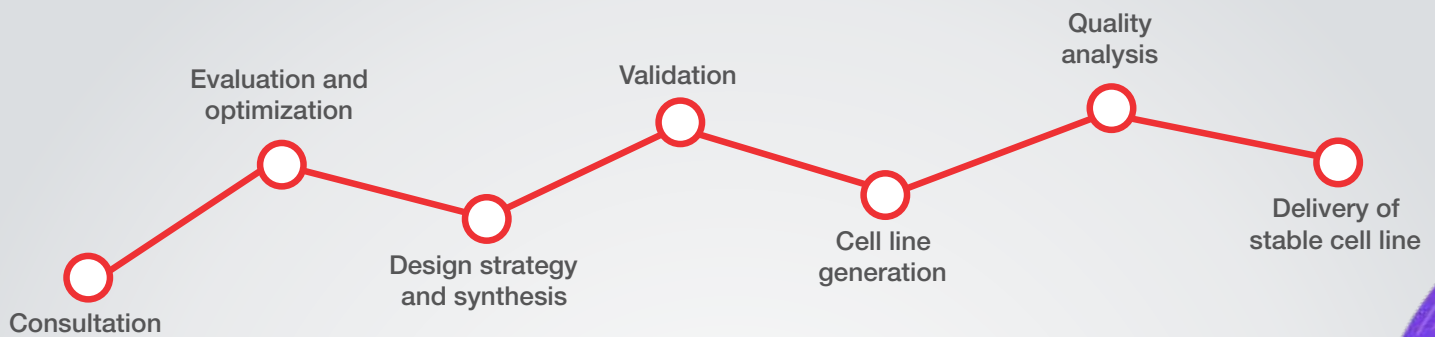 Consultation
Evaluation and
optimization
Design strategy
and synthesis
Validation
Cell line
generation
Quality
analysis
Delivery of
stable cell line